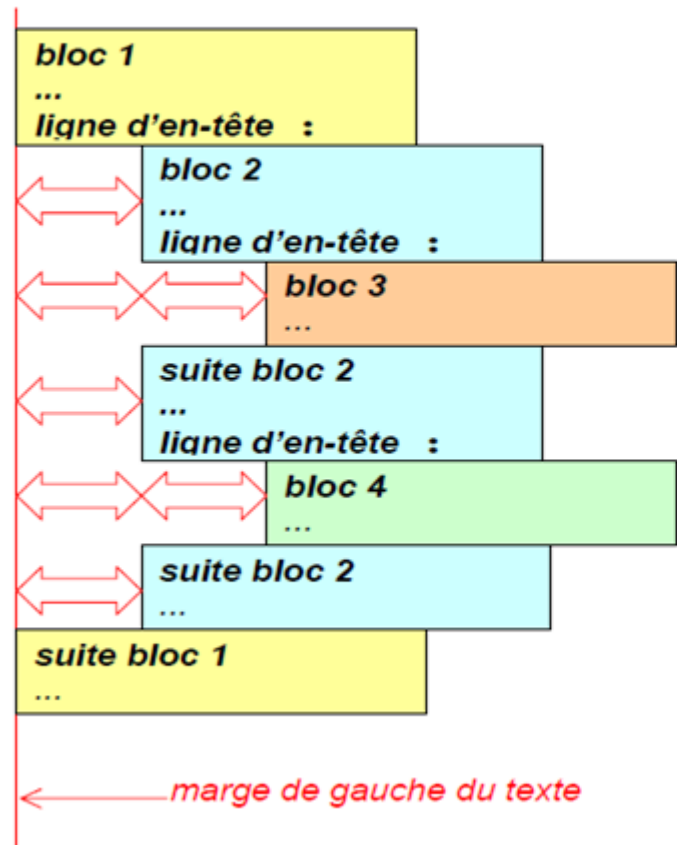 bloc 1
...
ligne d'en-tête :
bloc 2
...
ligne d'en-tête :
bloc 3
...
suite bloc 2
...
ligne d'en-tête :
bloc 4
...
suite bloc 2
...
suite bloc 1
...
marge de gauche du texte